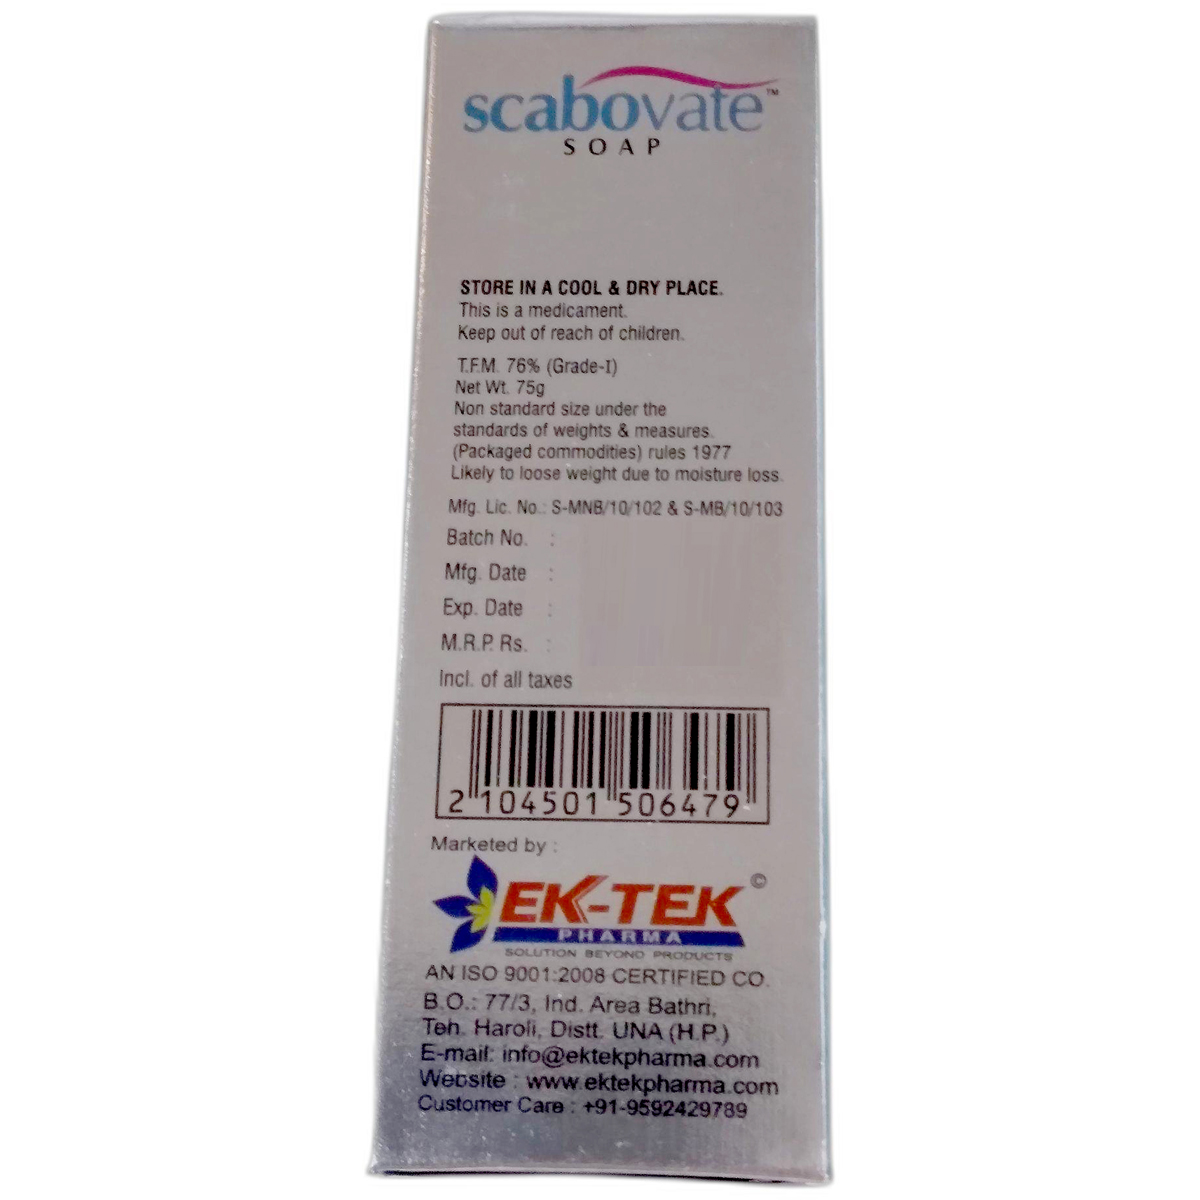 scabovate™
SOAP
STORE IN A COOL & DRY PLACE.
This is a medicament.
Keep out of reach of children.
T.F.M. 76% (Grade-I)
Net Wt. 75g
Non standard size under the
standards of weights & measures.
(Packaged commodities) rules 1977
Likely to loose weight due to moisture loss.
Mfg. Lic. No.: S-MNB/10/102 & S-MB/10/103
Batch No. :
Mfg. Date :
Exp. Date :
M.R.P. Rs. :
Incl. of all taxes
2 104501 506479
Marketed by :
EK-TEK ©
PHARMA
SOLUTION BEYOND PRODUCTS
AN ISO 9001:2008 CERTIFIED CO.
B.O.: 77/3, Ind. Area Bathri,
Teh. Haroli, Distt. UNA (H.P.)
E-mail: info@ektekpharma.com
Website : www.ektekpharma.com
Customer Care : +91-9592429789